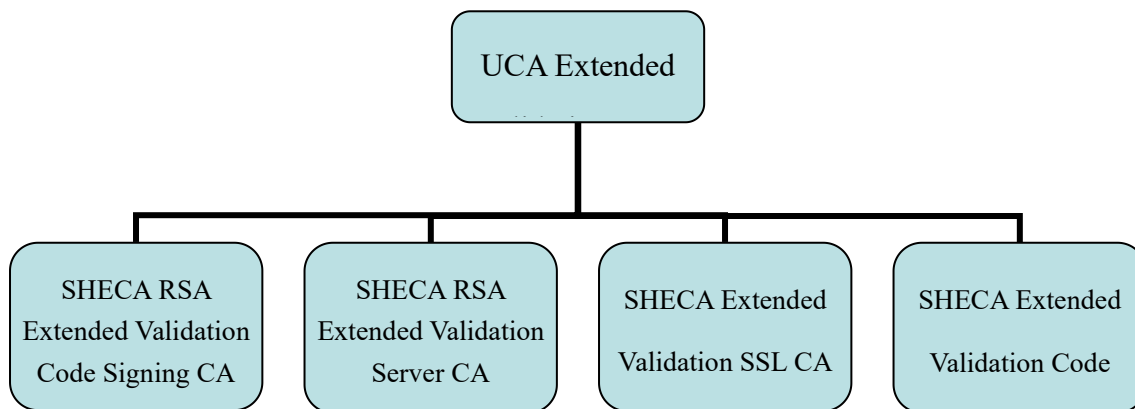 UCA Extended
SHECA RSA
Extended Validation
Code Signing CA
SHECA RSA
Extended Validation
Server CA
SHECA Extended
Validation SSL CA
SHECA Extended
Validation Code